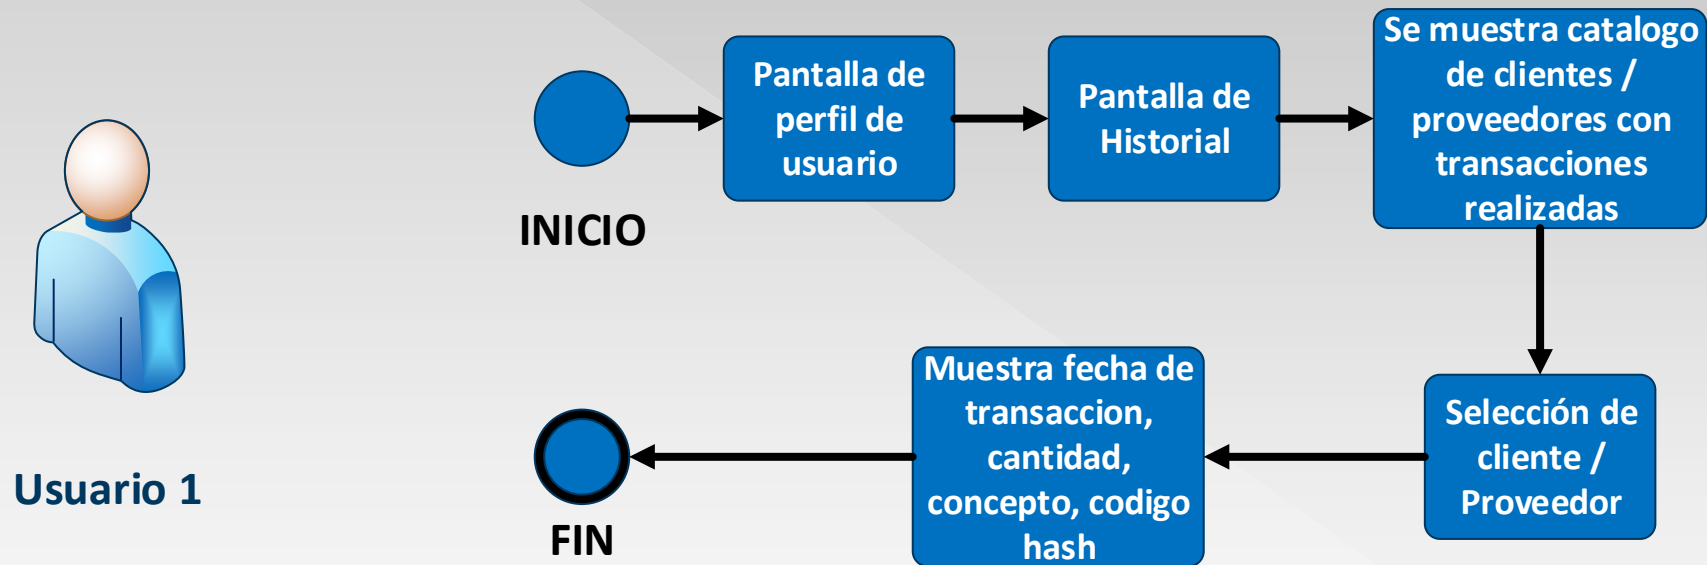 Pantalla de
perfil de
usuario
Pantalla de
Historial
Se muestra catalogo
de clientes /
proveedores con
transacciones
realizadas
INICIO
Usuario 1
FIN
Muestra fecha de
transaccion,
cantidad,
concepto, codigo
hash
Selección de
cliente /
Proveedor